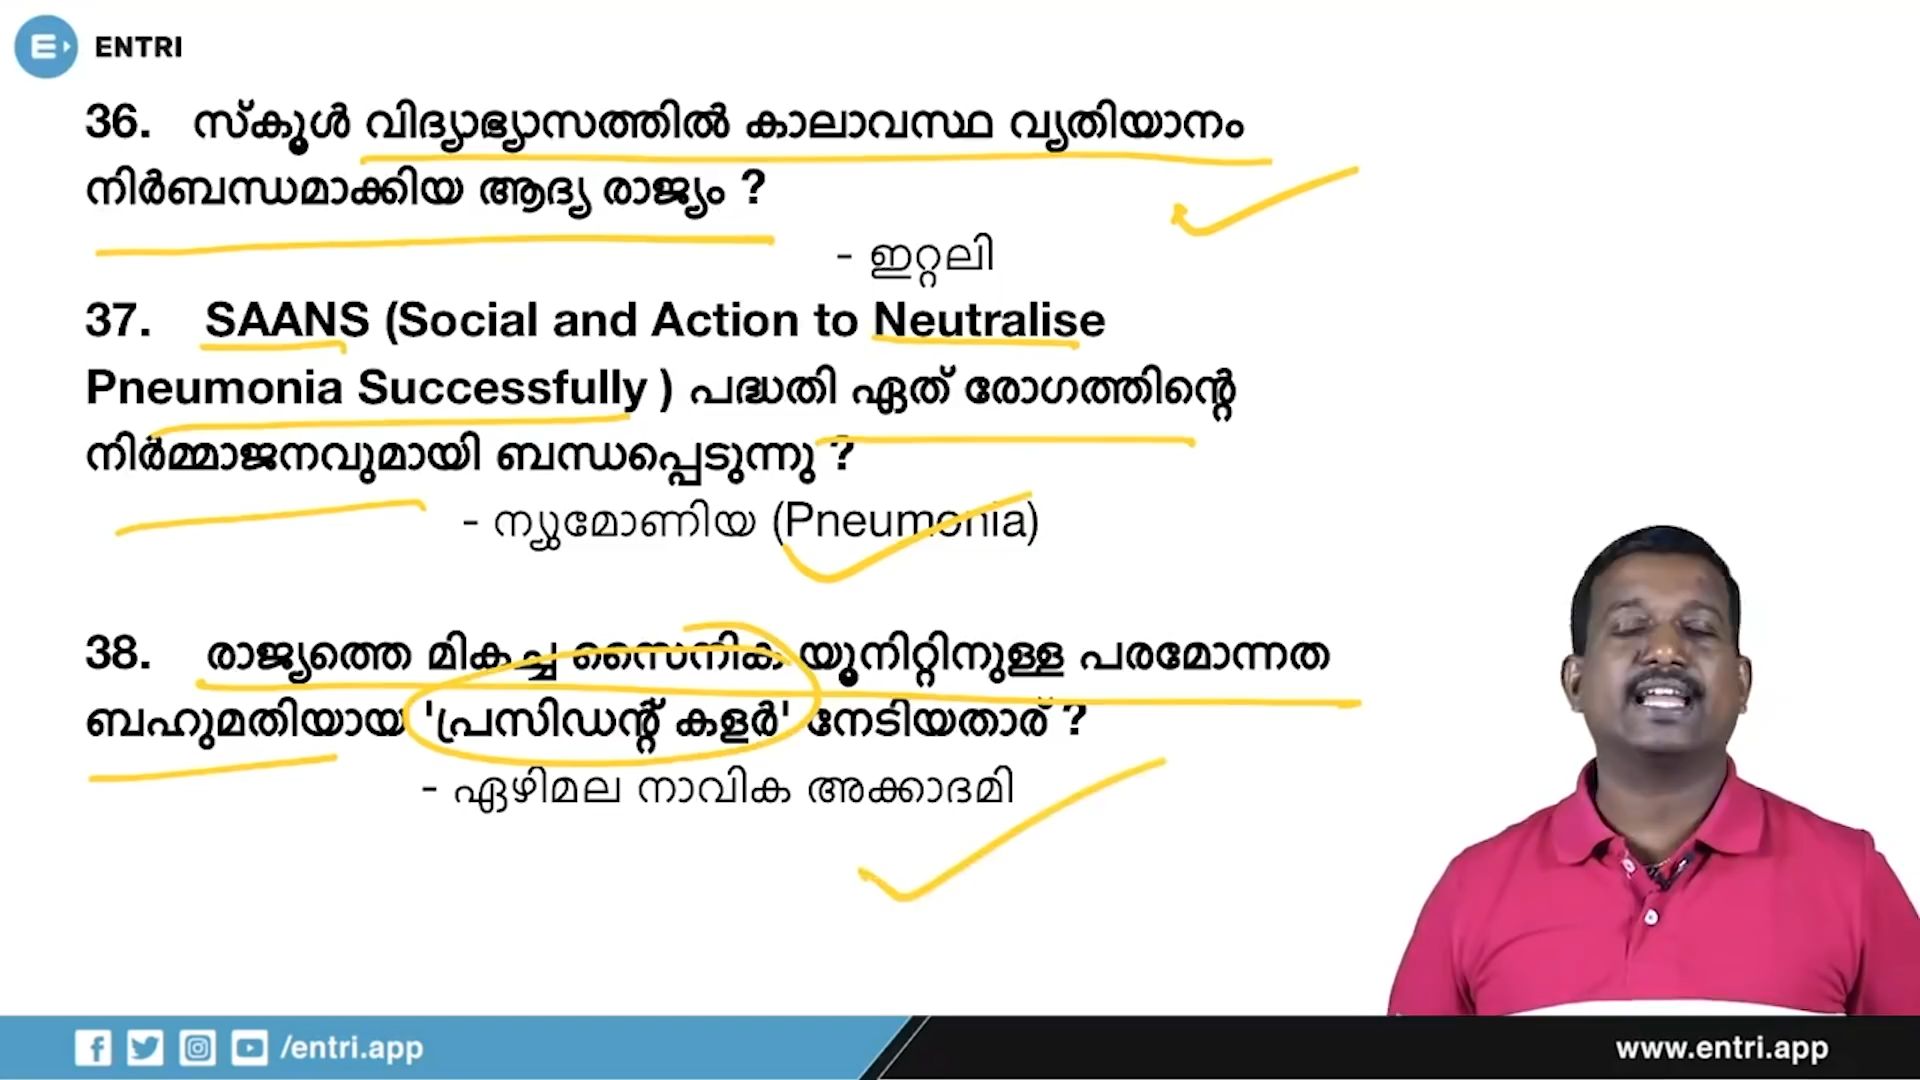 ENTRI
36. സ്കൂൾ വിദ്യാഭ്യാസത്തിൽ കാലാവസ്ഥ വ്യതിയാനം
നിർബന്ധമാക്കിയ ആദ്യ രാജ്യം ?
- ഇറ്റലി
37. SAANS (Social and Action to Neutralise
Pneumonia Successfully ) പദ്ധതി ഏത് രോഗത്തിന്റെ
നിർമ്മാജനവുമായി ബന്ധപ്പെടുന്നു ?
- ന്യുമോണിയ (Pneumonia)
38. രാജ്യത്തെ മികച്ച സൈനിക യൂനിറ്റിനുള്ള പരമോന്നത
ബഹുമതിയായ 'പ്രസിഡന്റ് കളർ' നേടിയതാര് ?
- ഏഴിമല നാവിക അക്കാദമി
/entri.app
www.entri.app